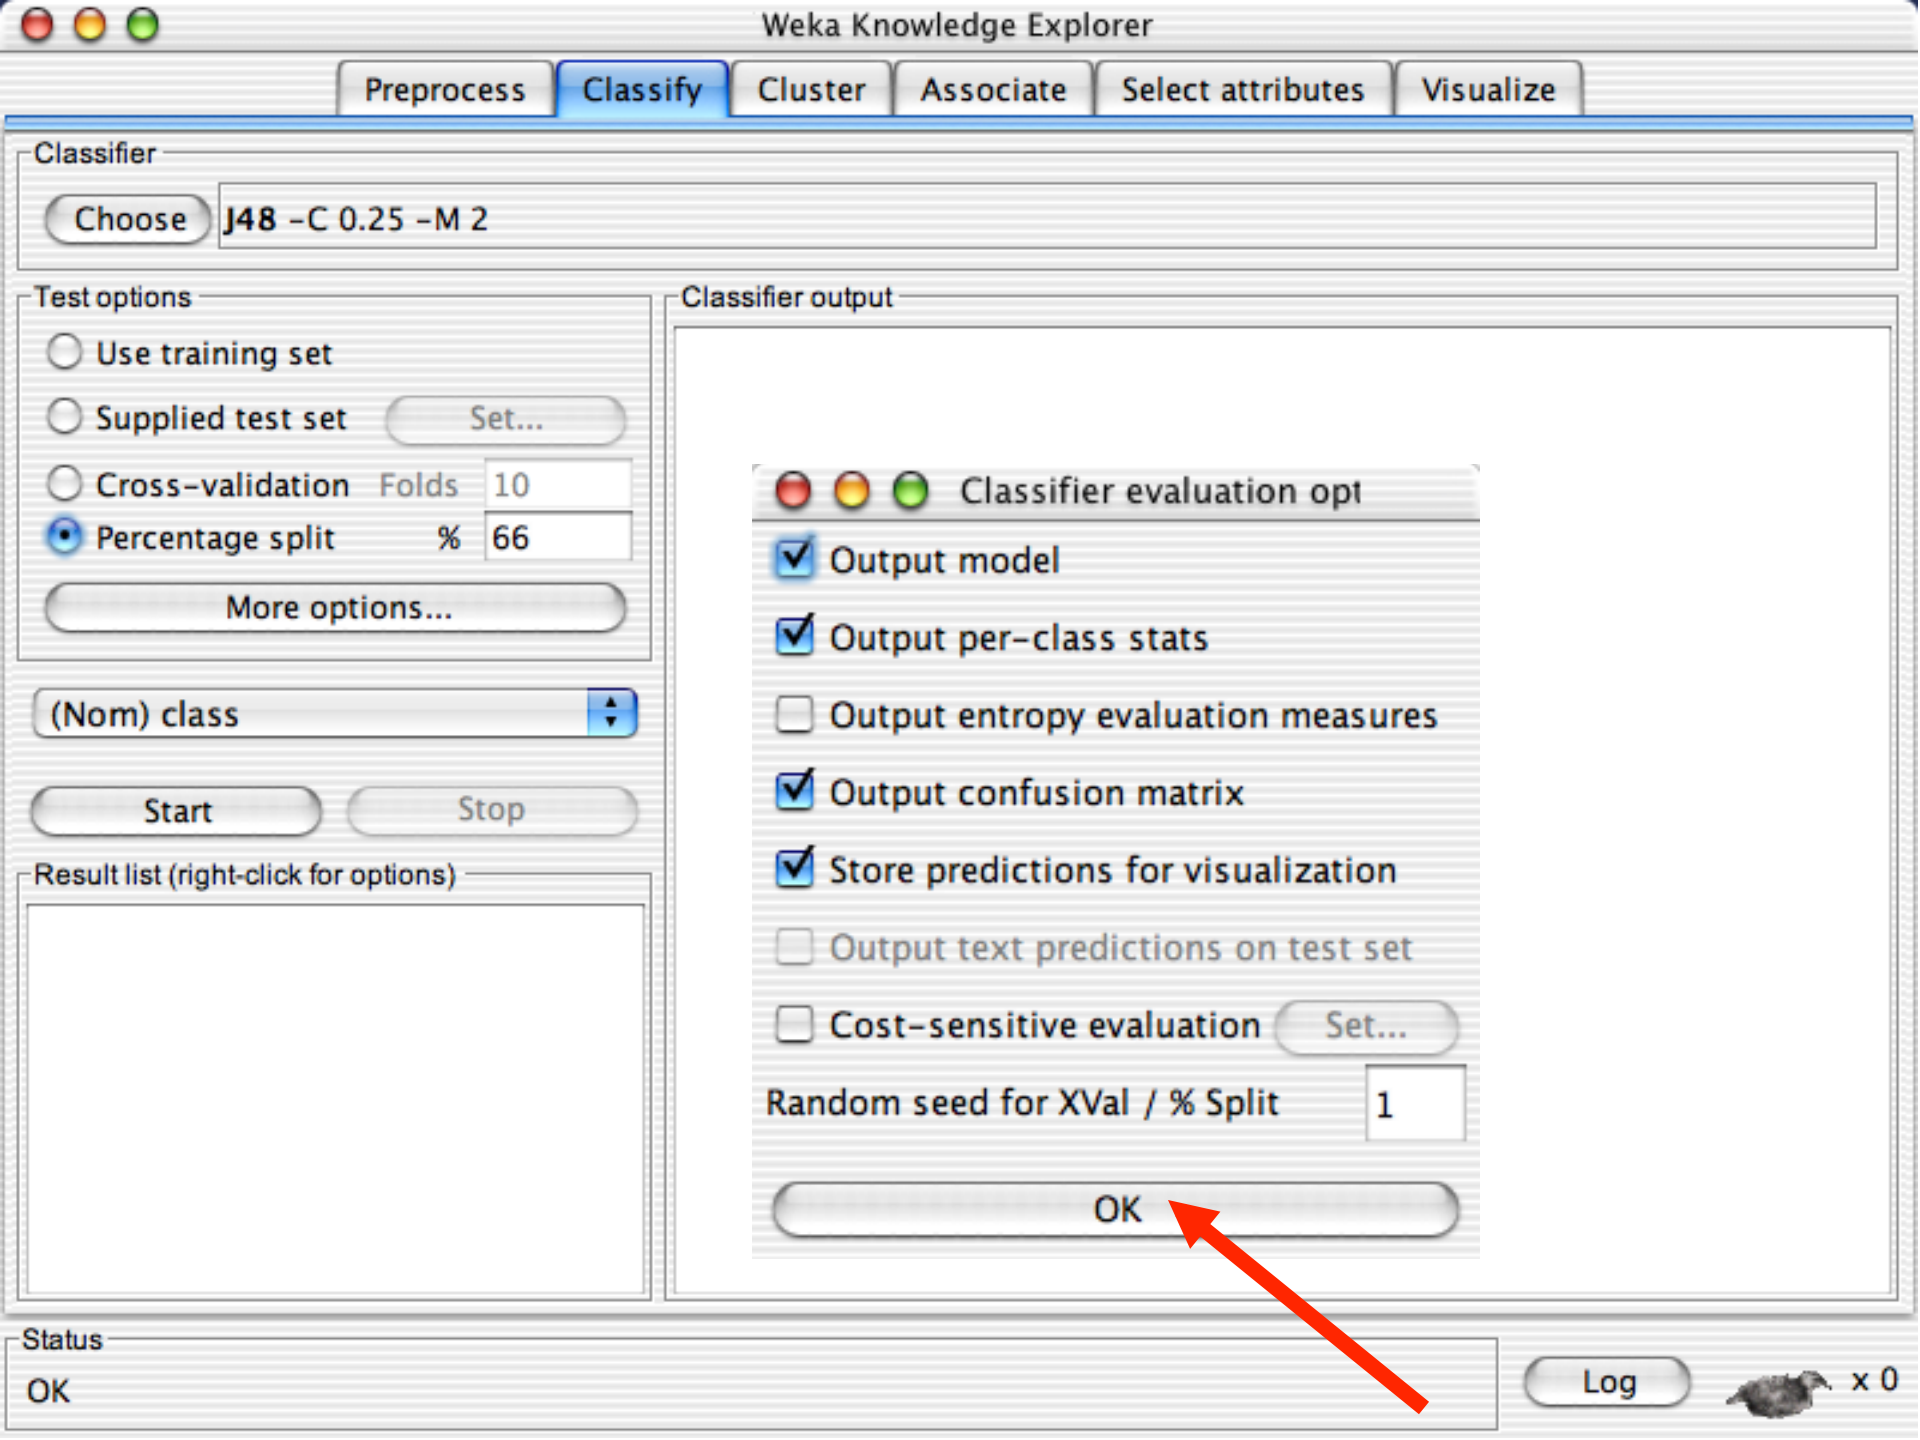 Weka Knowledge Explorer
Preprocess Classify Cluster Associate Select attributes Visualize
Classifier
Choose J48 -C 0.25 -M 2
Test options
Use training set
Supplied test set Set...
Cross-validation Folds 10
Percentage split % 66
More options...
(Nom) class
Start Stop
Result list (right-click for options)
Classifier output
Classifier evaluation opt
Output model
Output per-class stats
Output entropy evaluation measures
Output confusion matrix
Store predictions for visualization
Output text predictions on test set
Cost-sensitive evaluation Set...
Random seed for XVal / % Split 1
OK
Status
OK
Log x 0